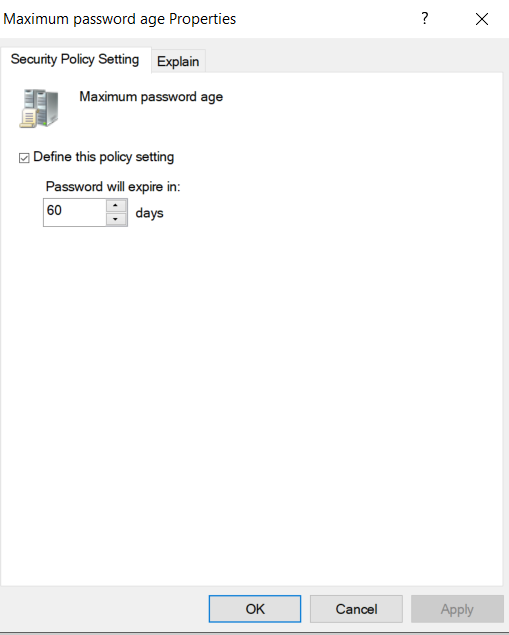 Maximum password age Properties
?
Security Policy Setting
Explain
Maximum password age
Define this policy setting
Password will expire in:
60 days
OK
Cancel
Apply